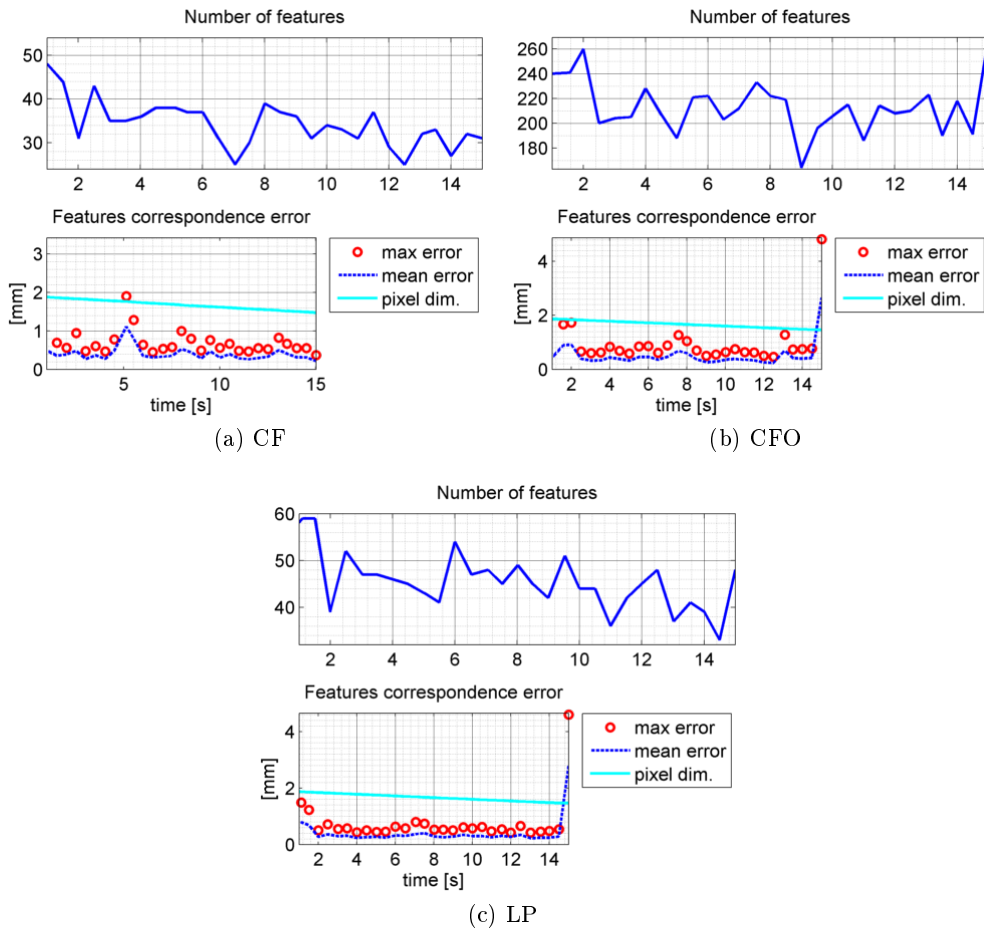 Number of features
50
40
30
2 4 6 8 10 12 14
Features correspondence error
3
2
1
0
[mm]
5 10 15
time [s]
max error
mean error
pixel dim.
(a) CF
Number of features
260
240
220
200
180
2 4 6 8 10 12 14
Features correspondence error
4
2
0
[mm]
2 4 6 8 10 12 14
time [s]
max error
mean error
pixel dim.
(b) CFO
Number of features
60
50
40
2 4 6 8 10 12 14
Features correspondence error
4
2
0
[mm]
2 4 6 8 10 12 14
time [s]
max error
mean error
pixel dim.
(c) LP